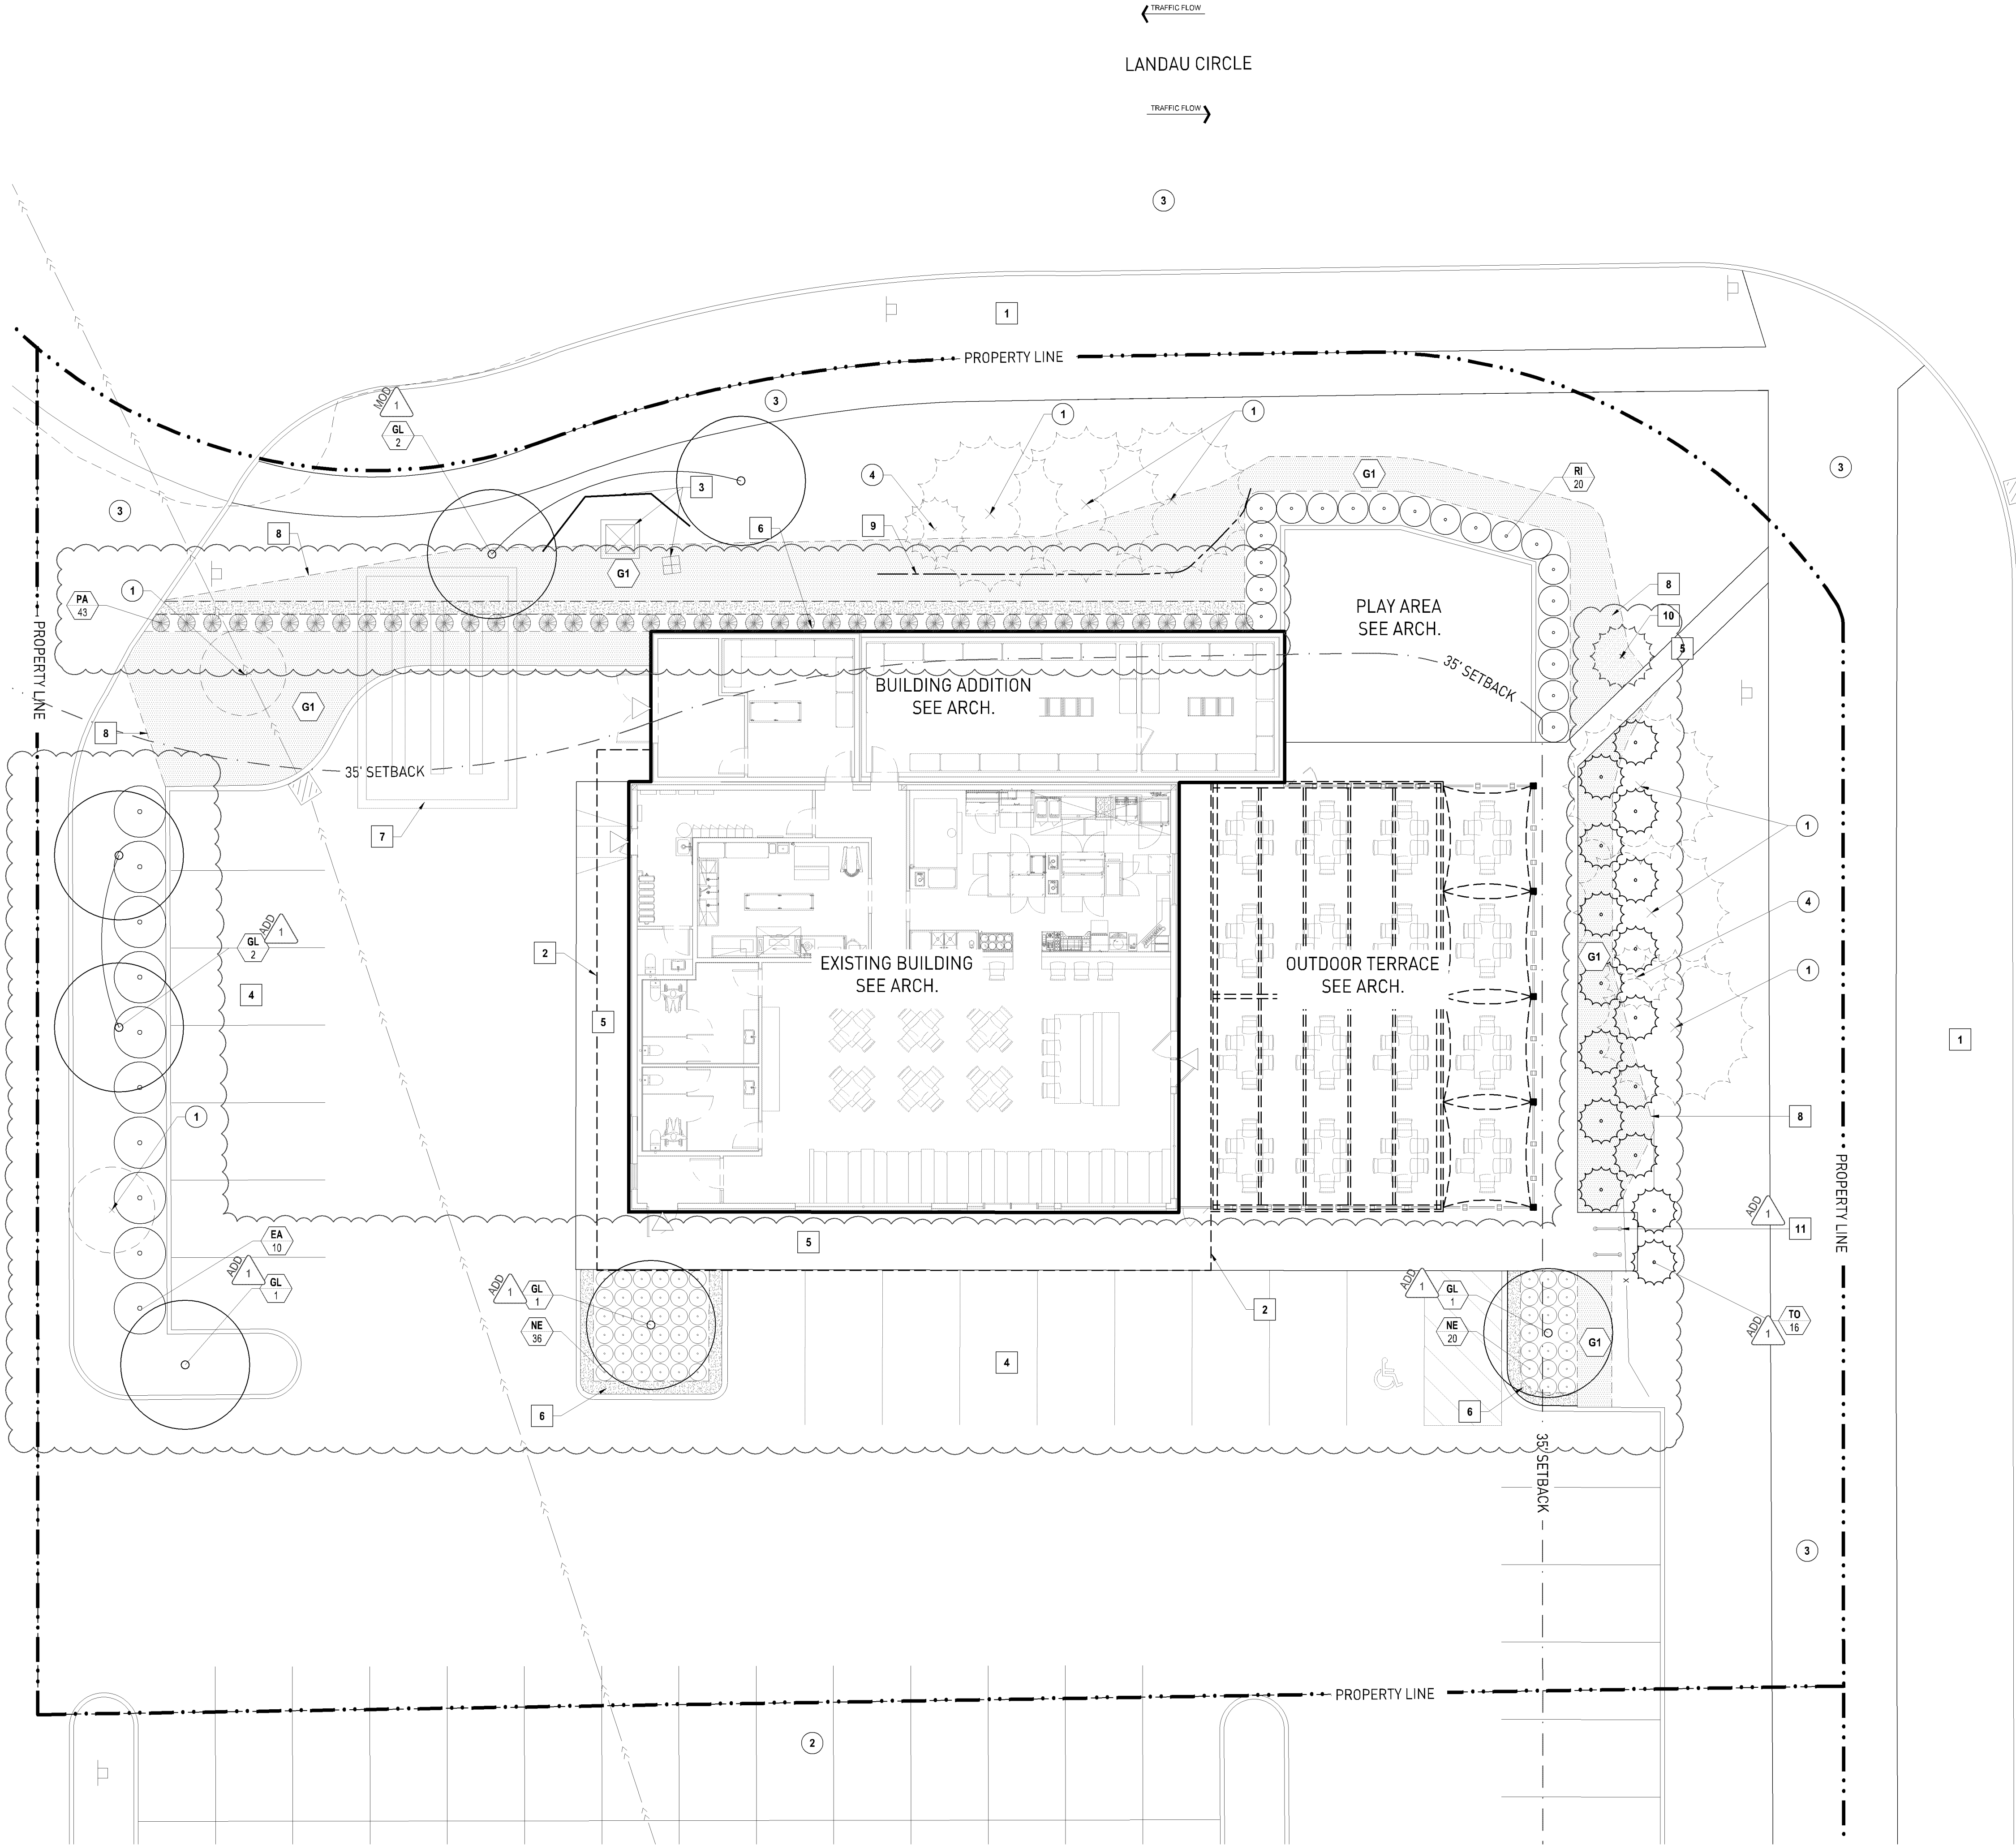 TRAFFIC FLOW
LANDAU CIRCLE
TRAFFIC FLOW
3
1
PROPERTY LINE
MOD
1
GL
2
3
1
1
4
G1
RI
20
3
3
3
9
6
8
G1
PA
43
1
PLAY AREA
SEE ARCH.
8
10
5
PROPERTY LINE
35' SETBACK
BUILDING ADDITION
SEE ARCH.
G1
8
35' SETBACK
7
1
4
1
ADD
1
GL
2
4
2
5
EXISTING BUILDING
SEE ARCH.
OUTDOOR TERRACE
SEE ARCH.
G1
1
8
PROPERTY LINE
1
EA
10
ADD
1
GL
1
5
ADD
1
11
ADD
1
GL
1
NE
36
6
2
4
ADD
1
GL
1
NE
20
G1
6
TO
16
ADD
1
35' SETBACK
3
PROPERTY LINE
2